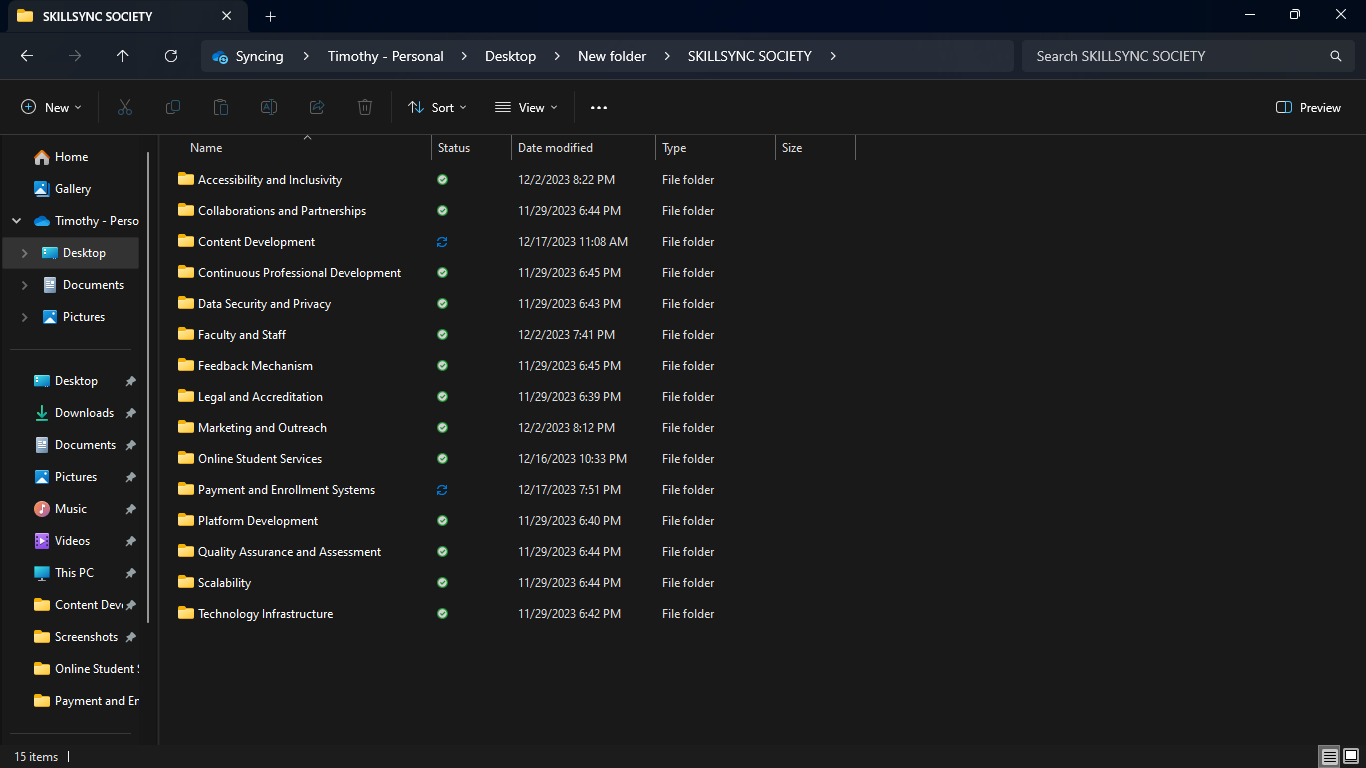 SKILLSYNC SOCIETY
Syncing Timothy - Personal Desktop New folder SKILLSYNC SOCIETY Search SKILLSYNC SOCIETY
New Sort View Preview
Home
Gallery
Timothy - Perso
Desktop
Documents
Pictures
Desktop
Downloads
Documents
Pictures
Music
Videos
This PC
Content Deve
Screenshots
Online Student S
Payment and En
Name Status Date modified Type Size
Accessibility and Inclusivity 12/2/2023 8:22 PM File folder
Collaborations and Partnerships 11/29/2023 6:44 PM File folder
Content Development 12/17/2023 11:08 AM File folder
Continuous Professional Development 11/29/2023 6:45 PM File folder
Data Security and Privacy 11/29/2023 6:43 PM File folder
Faculty and Staff 12/2/2023 7:41 PM File folder
Feedback Mechanism 11/29/2023 6:45 PM File folder
Legal and Accreditation 11/29/2023 6:39 PM File folder
Marketing and Outreach 12/2/2023 8:12 PM File folder
Online Student Services 12/16/2023 10:33 PM File folder
Payment and Enrollment Systems 12/17/2023 7:51 PM File folder
Platform Development 11/29/2023 6:40 PM File folder
Quality Assurance and Assessment 11/29/2023 6:44 PM File folder
Scalability 11/29/2023 6:44 PM File folder
Technology Infrastructure 11/29/2023 6:42 PM File folder
15 items